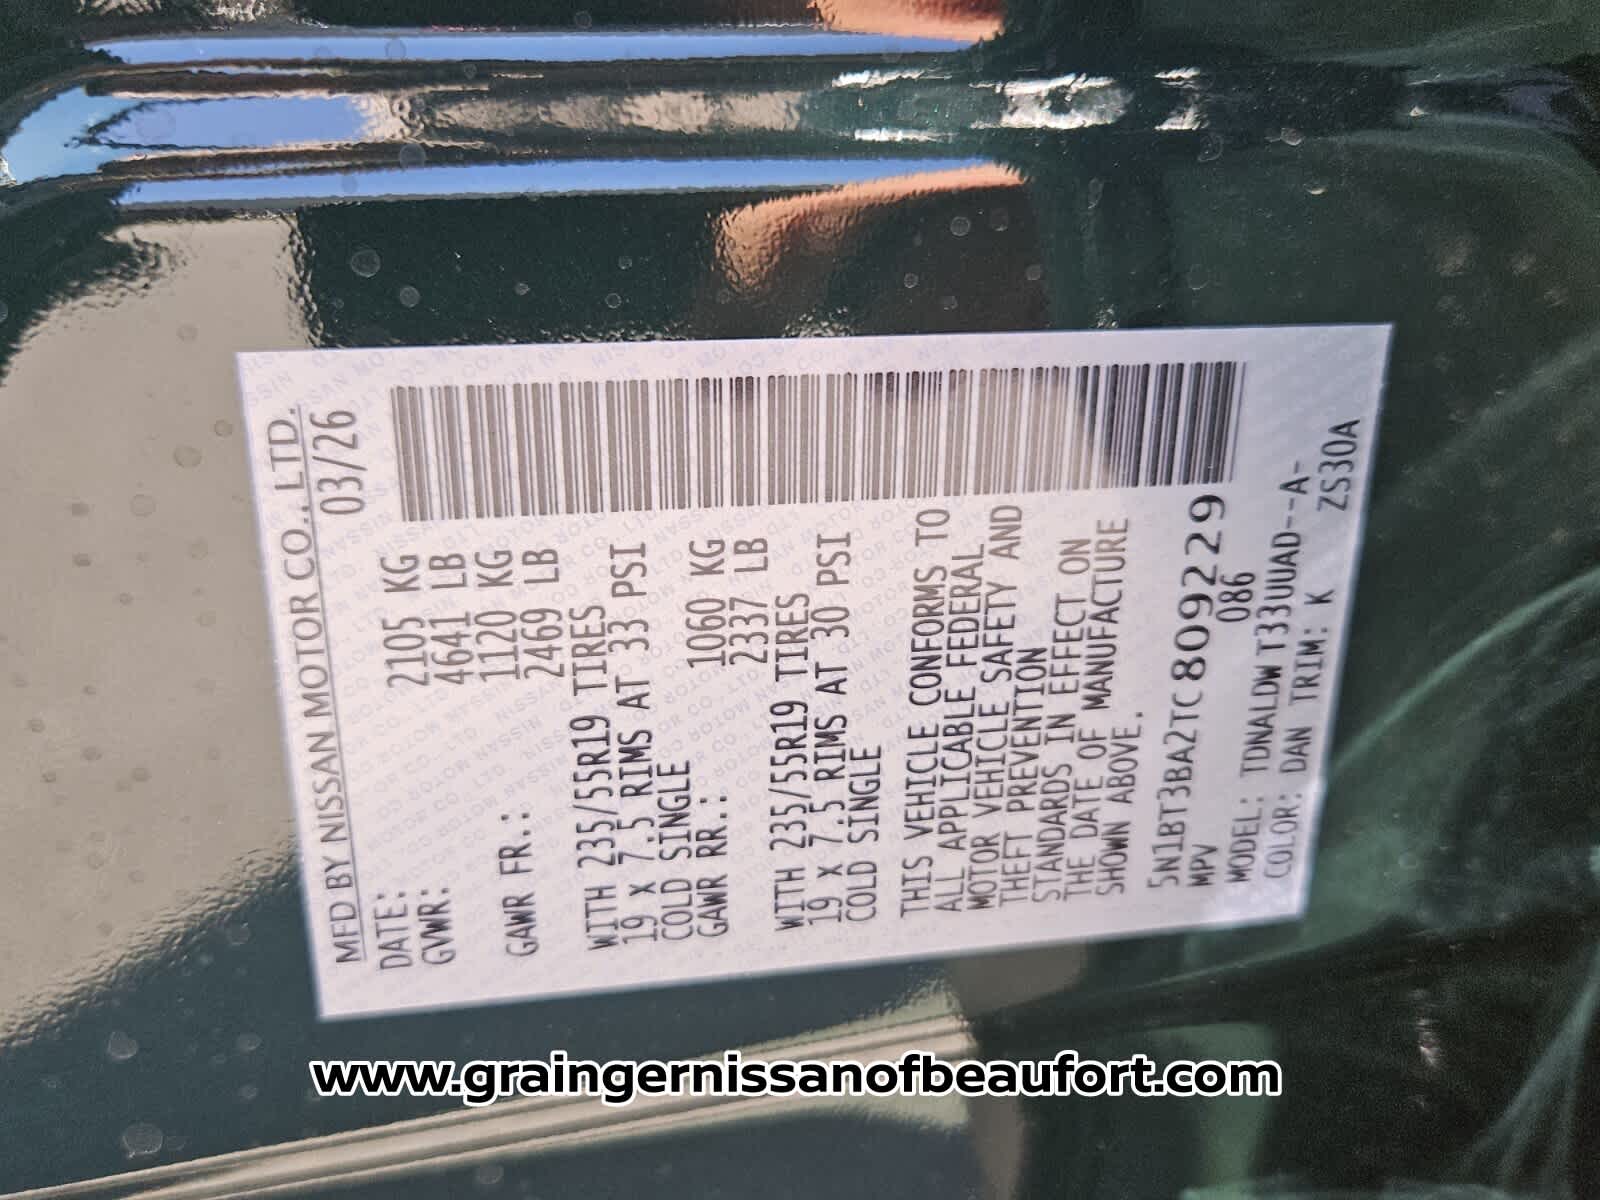 MFD BY NISSAN MOTOR CO., LTD.
DATE: 03/26
GVWR: 2105 KG
4641 LB
GAWR FR.: 1120 KG
2469 LB
WITH 235/55R19 TIRES
19 X 7.5 RIMS AT 33 PSI
COLD SINGLE
GAWR RR.: 1060 KG
2337 LB
WITH 235/55R19 TIRES
19 X 7.5 RIMS AT 30 PSI
COLD SINGLE
THIS VEHICLE CONFORMS TO
ALL APPLICABLE FEDERAL
MOTOR VEHICLE SAFETY AND
THEFT PREVENTION
STANDARDS IN EFFECT ON
THE DATE OF MANUFACTURE
SHOWN ABOVE.
5N1BT3BA2TC809229
MPV 086
MODEL: TDNALDW T33UUAD--A-
COLOR: DAN TRIM: K ZS30A
www.graingernissanofbeaufort.com